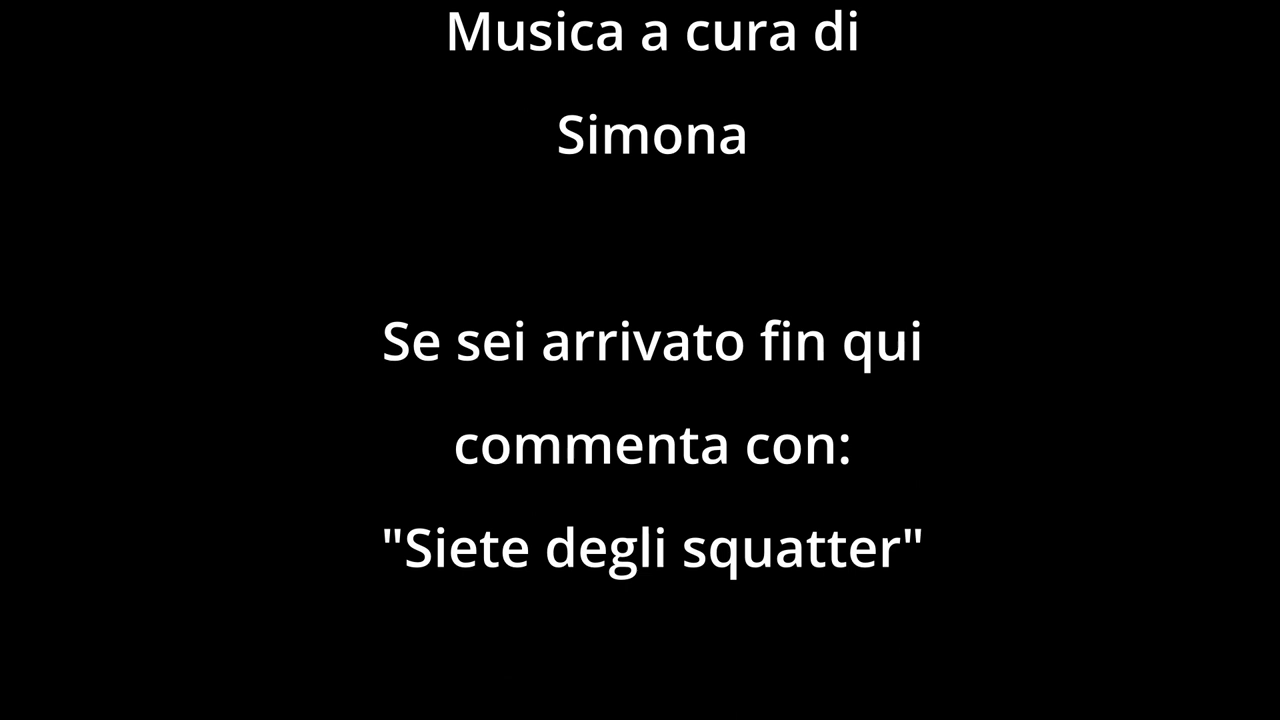 Musica a cura di
Simona
Se sei arrivato fin qui
commenta con:
"Siete degli squatter"